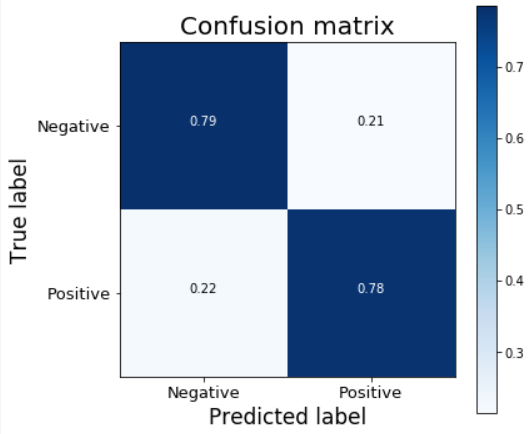 Confusion matrix
True label
Negative
0.79
0.21
Positive
0.22
0.78
Negative
Positive
Predicted label
0.7
0.6
0.5
0.4
0.3